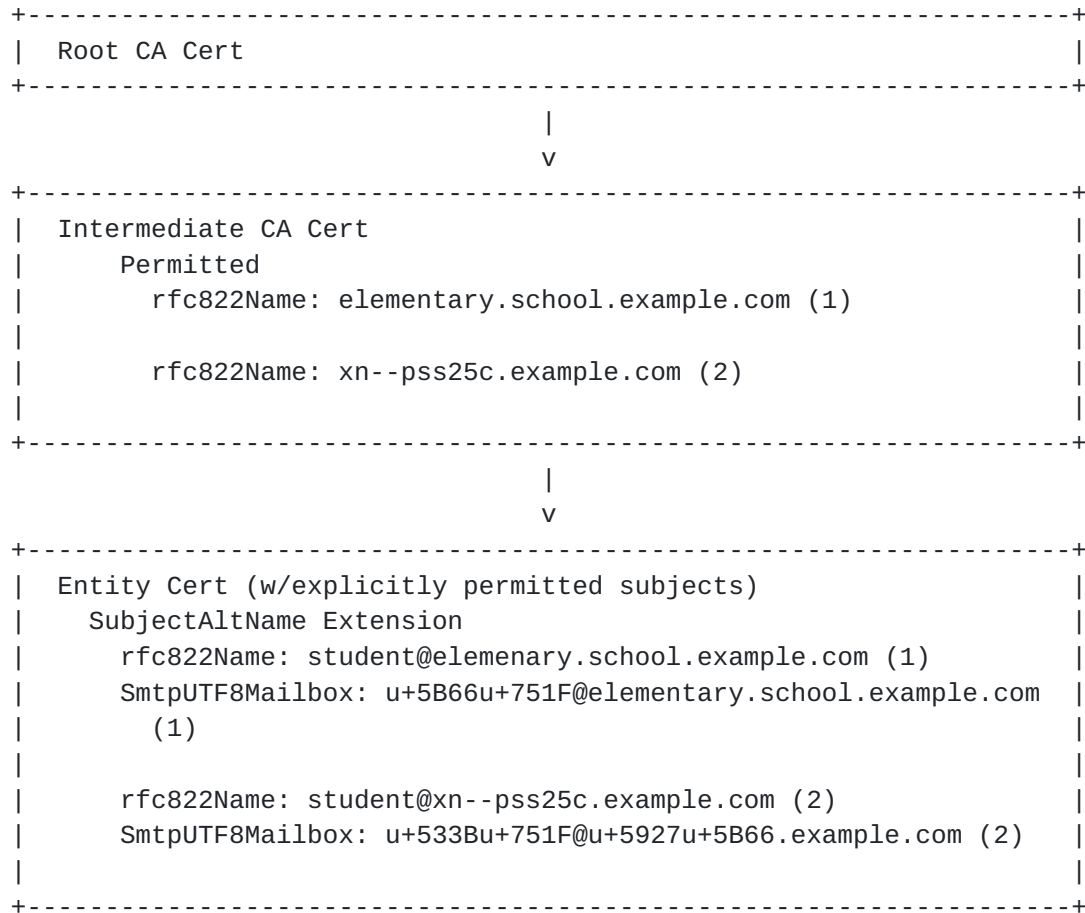 Root CA Cert
Intermediate CA Cert
Permitted
rfc822Name: elementary.school.example.com (1)
rfc822Name: xn--pss25c.example.com (2)
Entity Cert (w/explicitly permitted subjects)
SubjectAltName Extension
rfc822Name: student@elemenary.school.example.com (1)
SmtpUTF8Mailbox: u+5B66u+751F@elementary.school.example.com
(1)
rfc822Name: student@xn--pss25c.example.com (2)
SmtpUTF8Mailbox: u+533Bu+751F@u+5927u+5B66.example.com (2)